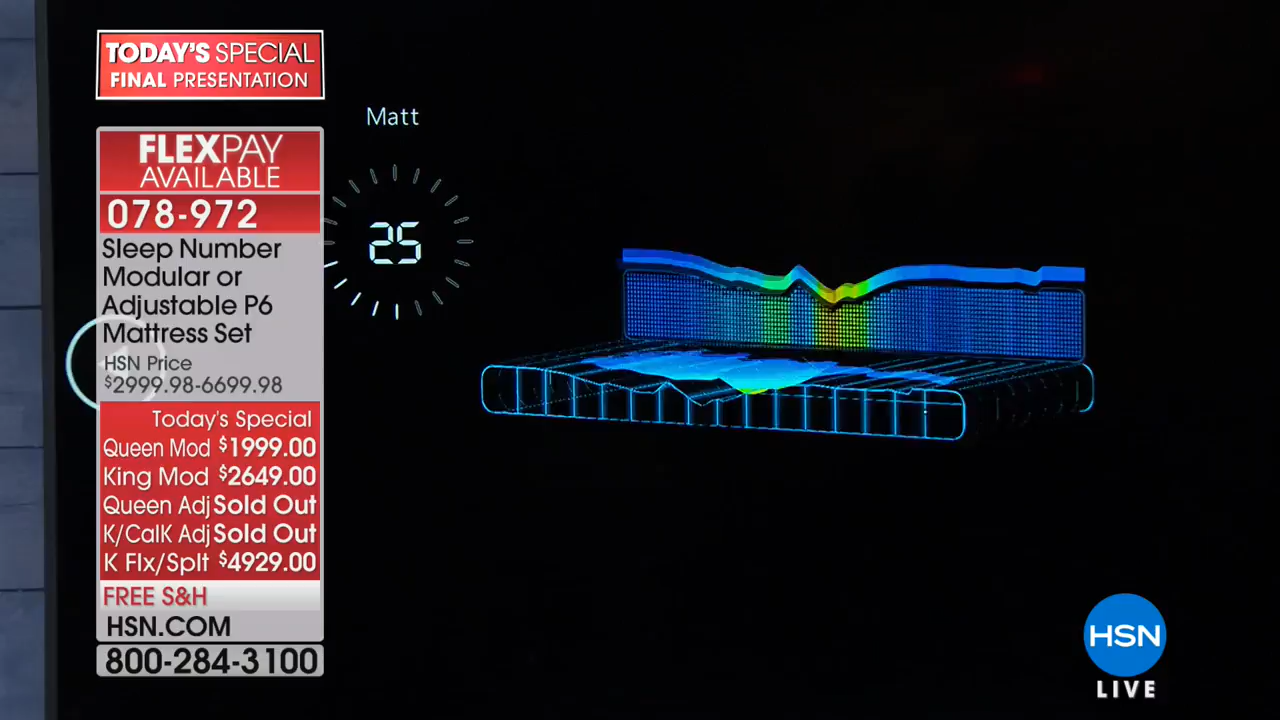 TODAY'S SPECIAL
FINAL PRESENTATION
FLEXPAY
AVAILABLE
078-972
Sleep Number
Modular or
Adjustable P6
Mattress Set
HSN Price
$2999.98-6699.98
Today's Special
Queen Mod $1999.00
King Mod $2649.00
Queen Adj Sold Out
K/CalK Adj Sold Out
K Flx/Splt $4929.00
FREE S&H
HSN.COM
800-284-3100
Matt
25
HSN
LIVE